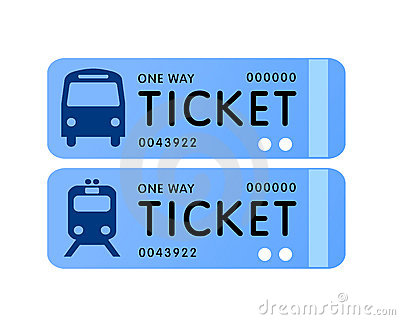 ONE WAY 000000
TICKET
0043922
ONE WAY 000000
TICKET
0043922
dreamstime.com